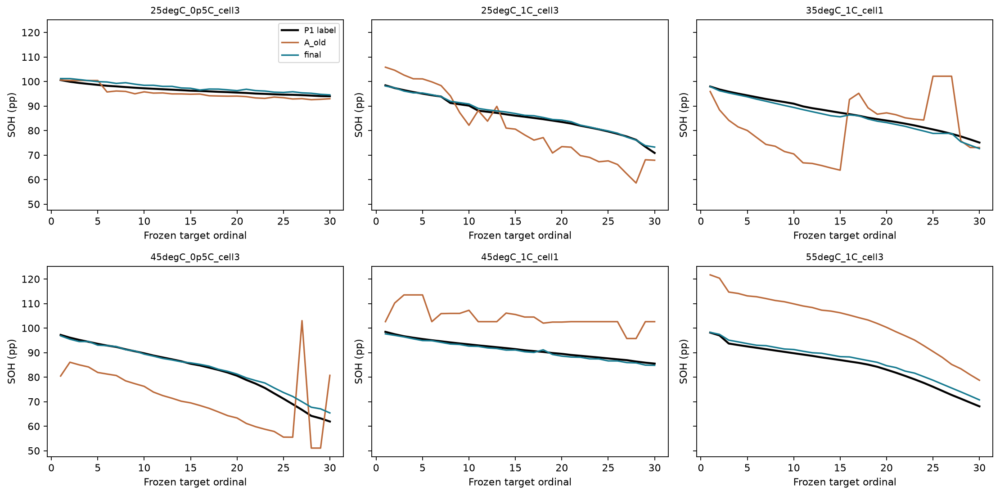 25degC_0p5C_cell3
25degC_1C_cell3
35degC_1C_cell1
P1 label
A_old
final
SOH (pp)
120
110
100
90
80
70
60
50
0 5 10 15 20 25 30
Frozen target ordinal
SOH (pp)
0 5 10 15 20 25 30
Frozen target ordinal
SOH (pp)
0 5 10 15 20 25 30
Frozen target ordinal
45degC_0p5C_cell3
45degC_1C_cell1
55degC_1C_cell3
SOH (pp)
120
110
100
90
80
70
60
50
0 5 10 15 20 25 30
Frozen target ordinal
SOH (pp)
0 5 10 15 20 25 30
Frozen target ordinal
SOH (pp)
0 5 10 15 20 25 30
Frozen target ordinal